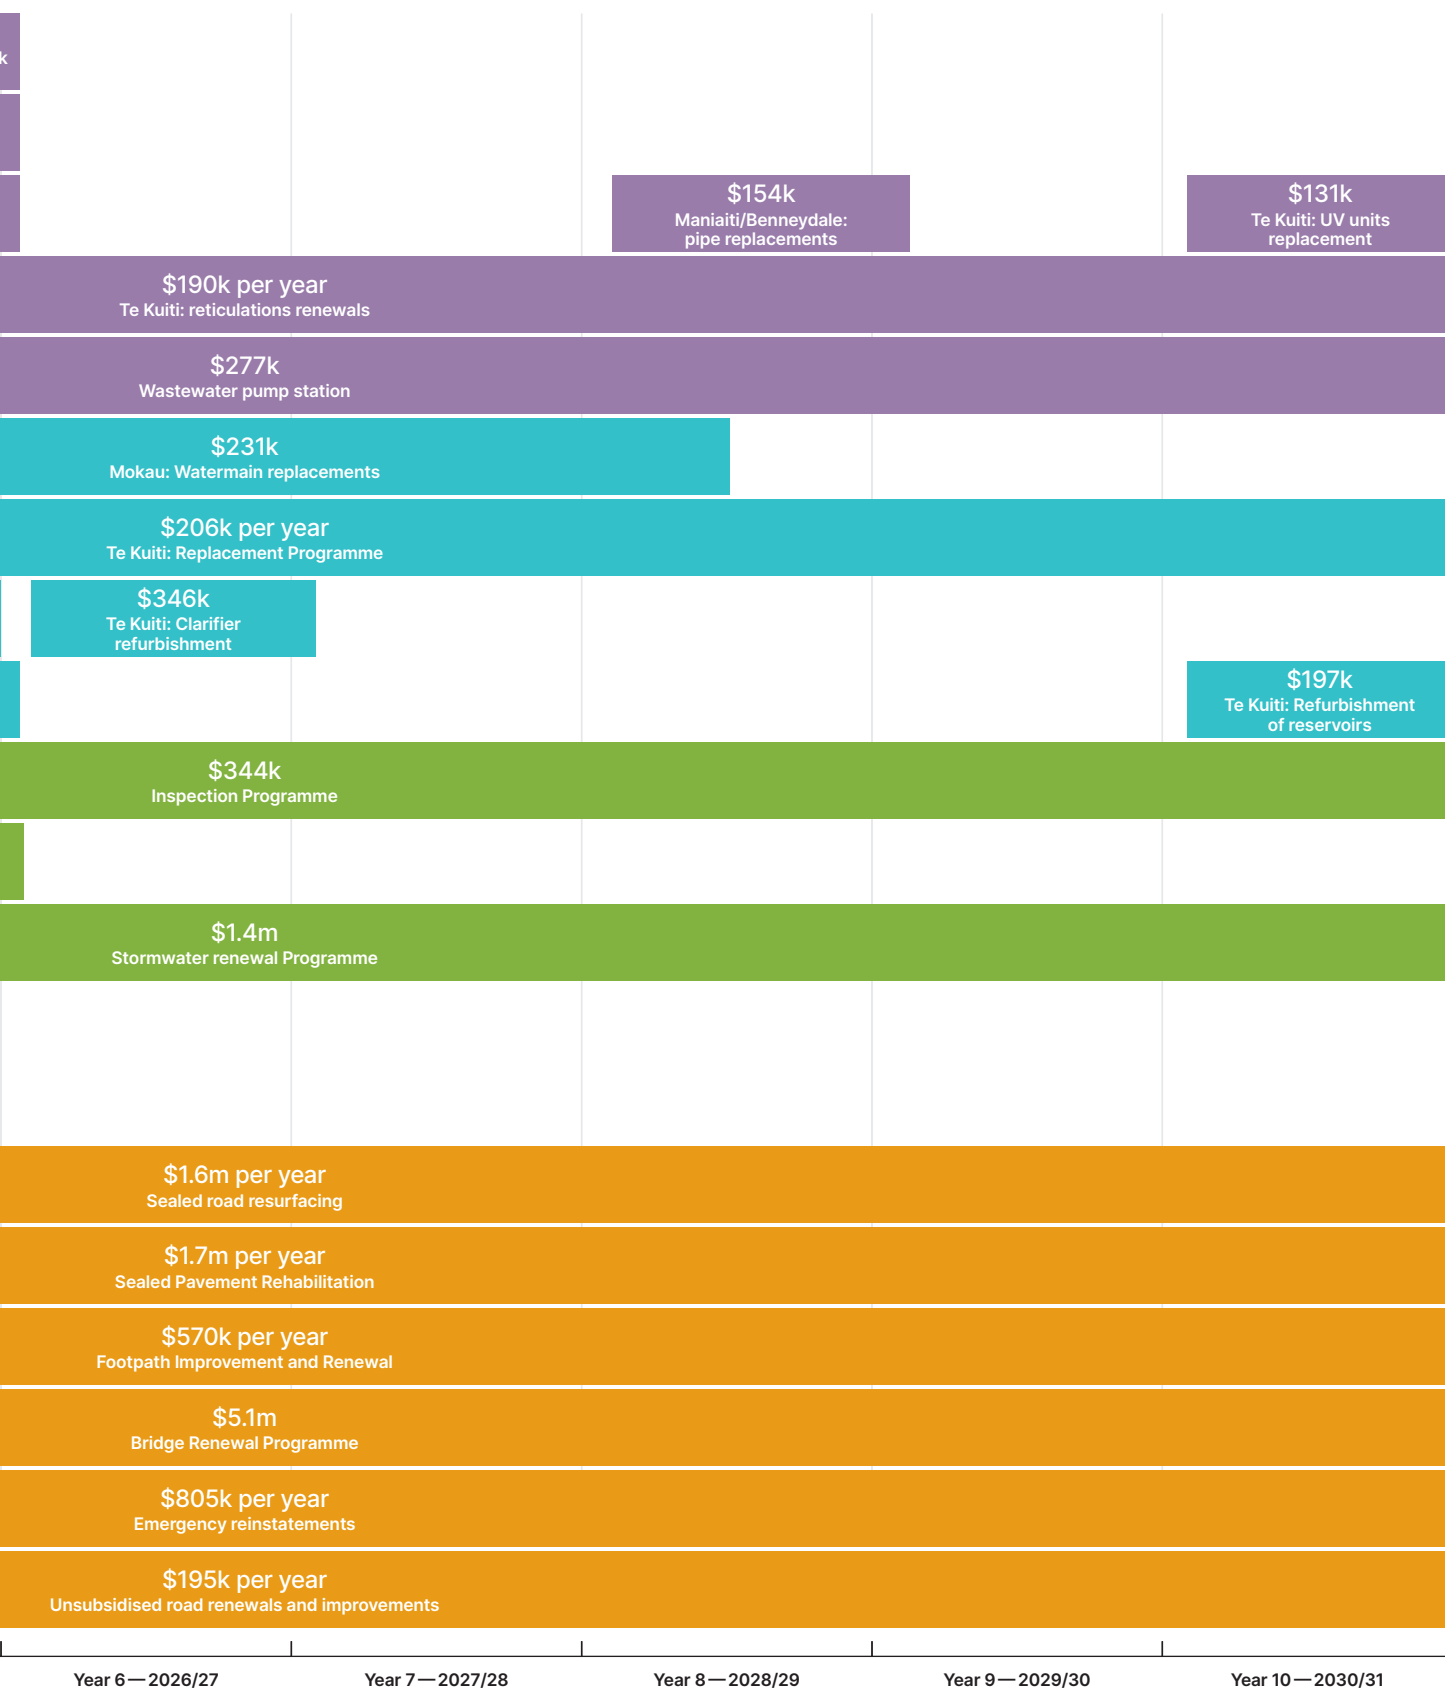 k
$154k
Maniaiti/Benneydale:
pipe replacements
$131k
Te Kuiti: UV units
replacement
$190k per year
Te Kuiti: reticulations renewals
$277k
Wastewater pump station
$231k
Mokau: Watermain replacements
$206k per year
Te Kuiti: Replacement Programme
$346k
Te Kuiti: Clarifier
refurbishment
$197k
Te Kuiti: Refurbishment
of reservoirs
$344k
Inspection Programme
$1.4m
Stormwater renewal Programme
$1.6m per year
Sealed road resurfacing
$1.7m per year
Sealed Pavement Rehabilitation
$570k per year
Footpath Improvement and Renewal
$5.1m
Bridge Renewal Programme
$805k per year
Emergency reinstatements
$195k per year
Unsubsidised road renewals and improvements
Year 6 — 2026/27
Year 7 — 2027/28
Year 8 — 2028/29
Year 9 — 2029/30
Year 10 — 2030/31